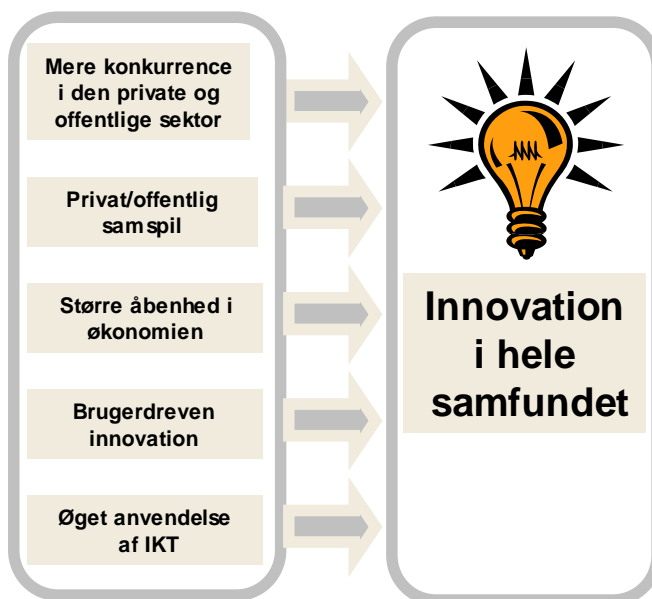 Mere konkurrence
i den private og
offentlige sektor
Privat/offentlig
samspil
Større åbenhed i
økonomien
Brugerdreven
innovation
Øget anvendelse
af IKT
Innovation
i hele
samfundet